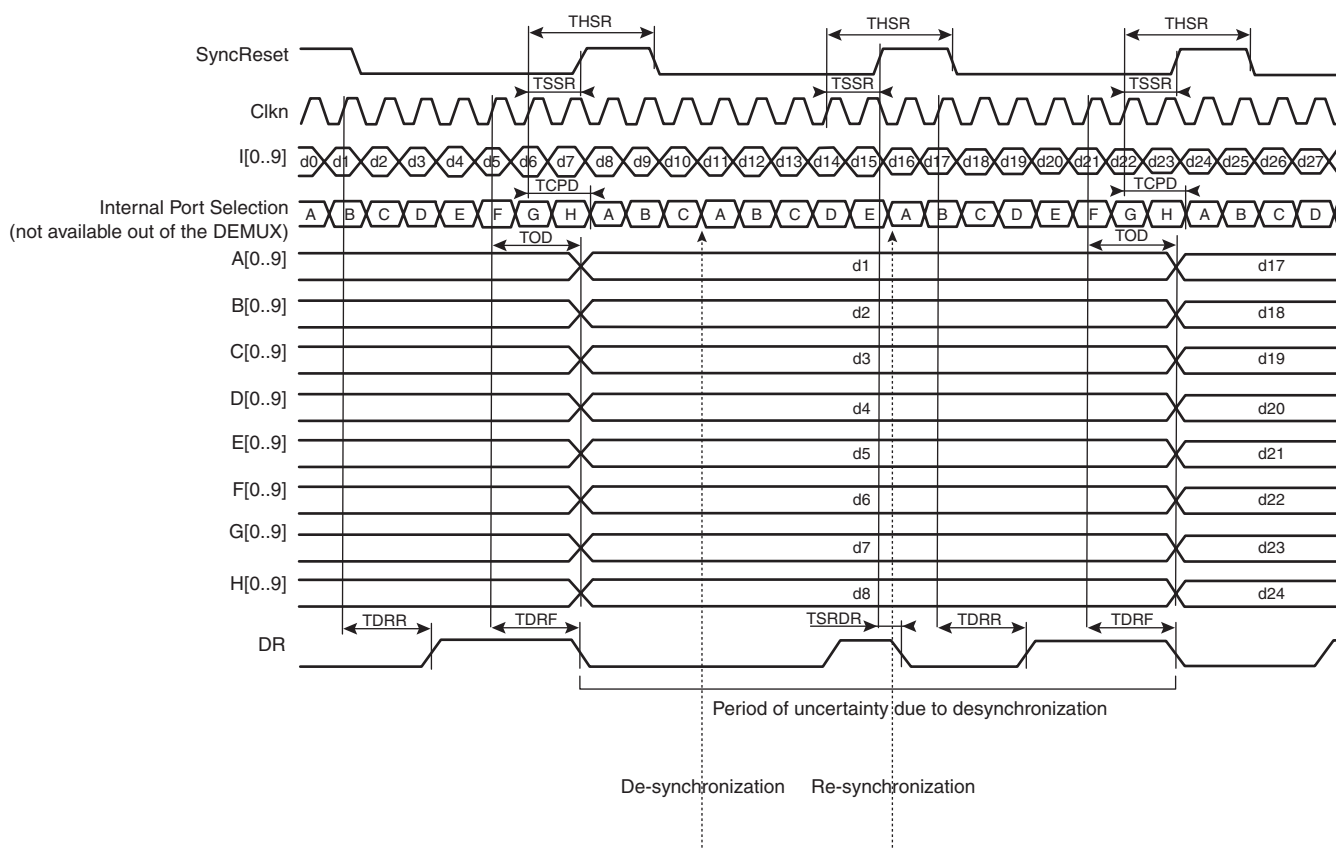 THSR THSR THSR
SyncReset
TSSR TSSR TSSR
Clkn
I[0..9] d0 d1 d2 d3 d4 d5 d6 d7 d8 d9 d10 d11 d12 d13 d14 d15 d16 d17 d18 d19 d20 d21 d22 d23 d24 d25 d26 d27
TCPD TCPD
Internal Port Selection A B C D E F G H A B C A B C D E A B C D E F G H A B C D
(not available out of the DEMUX)
TOD TOD
A[0..9] d1 d17
B[0..9] d2 d18
C[0..9] d3 d19
D[0..9] d4 d20
E[0..9] d5 d21
F[0..9] d6 d22
G[0..9] d7 d23
H[0..9] d8 d24
TDRR TDRF TSRDR TDRR TDRF
DR
Period of uncertainty due to desynchronization
De-synchronization Re-synchronization